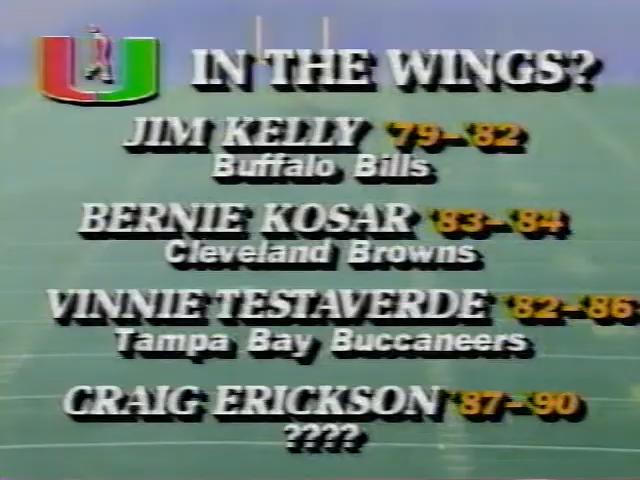 U IN THE WINGS?
JIM KELLY '79-'82
Buffalo Bills
BERNIE KOSAR '83-'84
Cleveland Browns
VINNIE TESTAVERDE '82-'86
Tampa Bay Buccaneers
CRAIG ERICKSON '87-'90
????